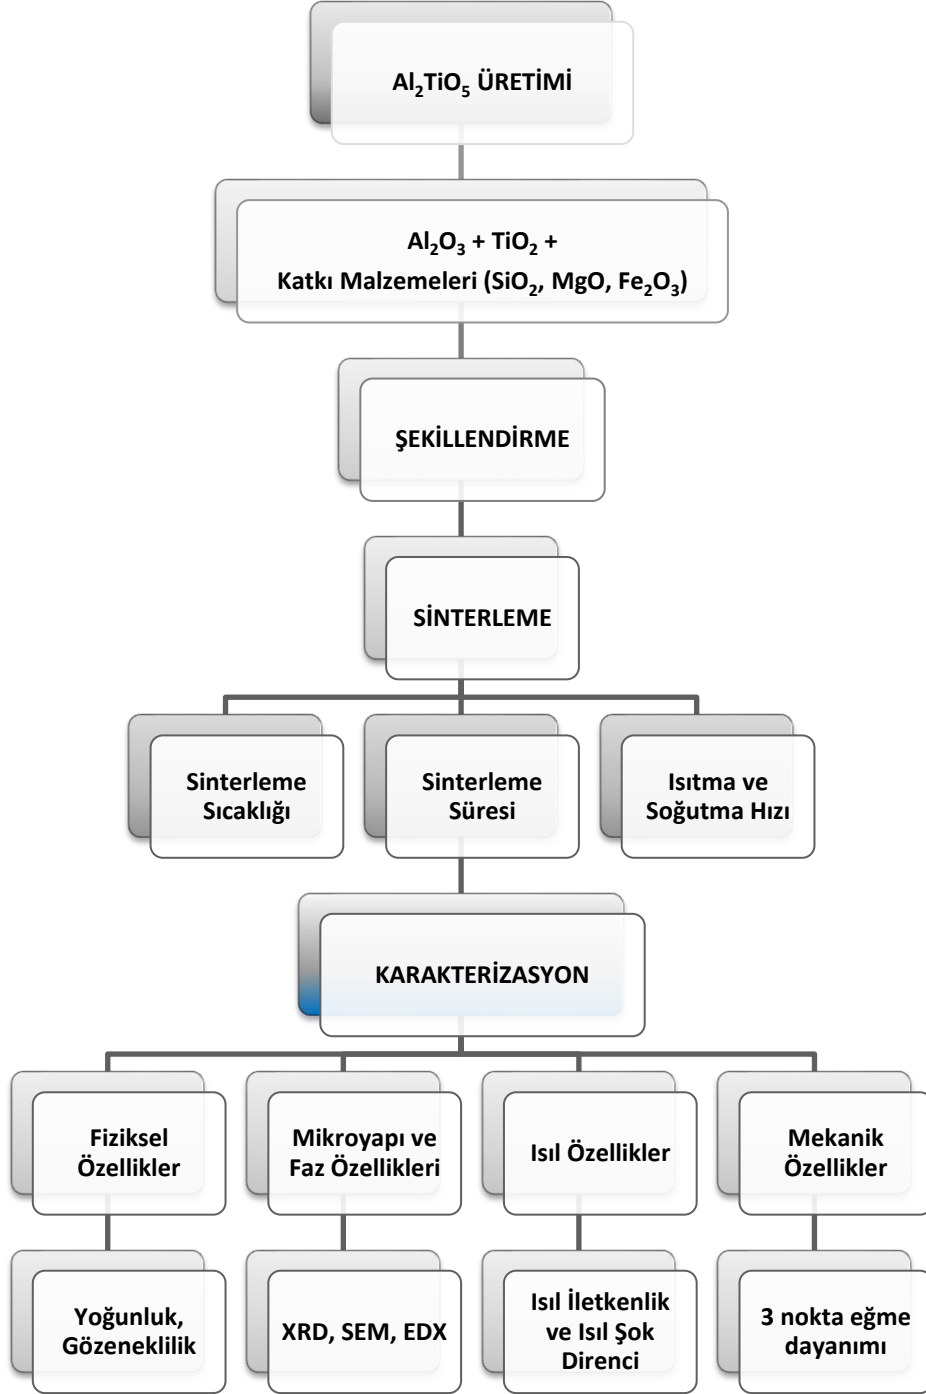 Al₂TiO₅ ÜRETİMİ
Al₂O₃ + TiO₂ +
Katkı Malzemeleri (SiO₂, MgO, Fe₂O₃)
ŞEKİLLENDİRME
SİNTERLEME
Sinterleme
Sıcaklığı
Sinterleme
Süresi
Isıtma ve
Soğutma Hızı
KARAKTERİZASYON
Fiziksel
Özellikler
Mikroyapı ve
Faz Özellikleri
Isıl Özellikler
Mekanik
Özellikler
Yoğunluk,
Gözeneklilik
XRD, SEM, EDX
Isıl İletkenlik
ve Isıl Şok
Direnci
3 nokta eğme
dayanımı